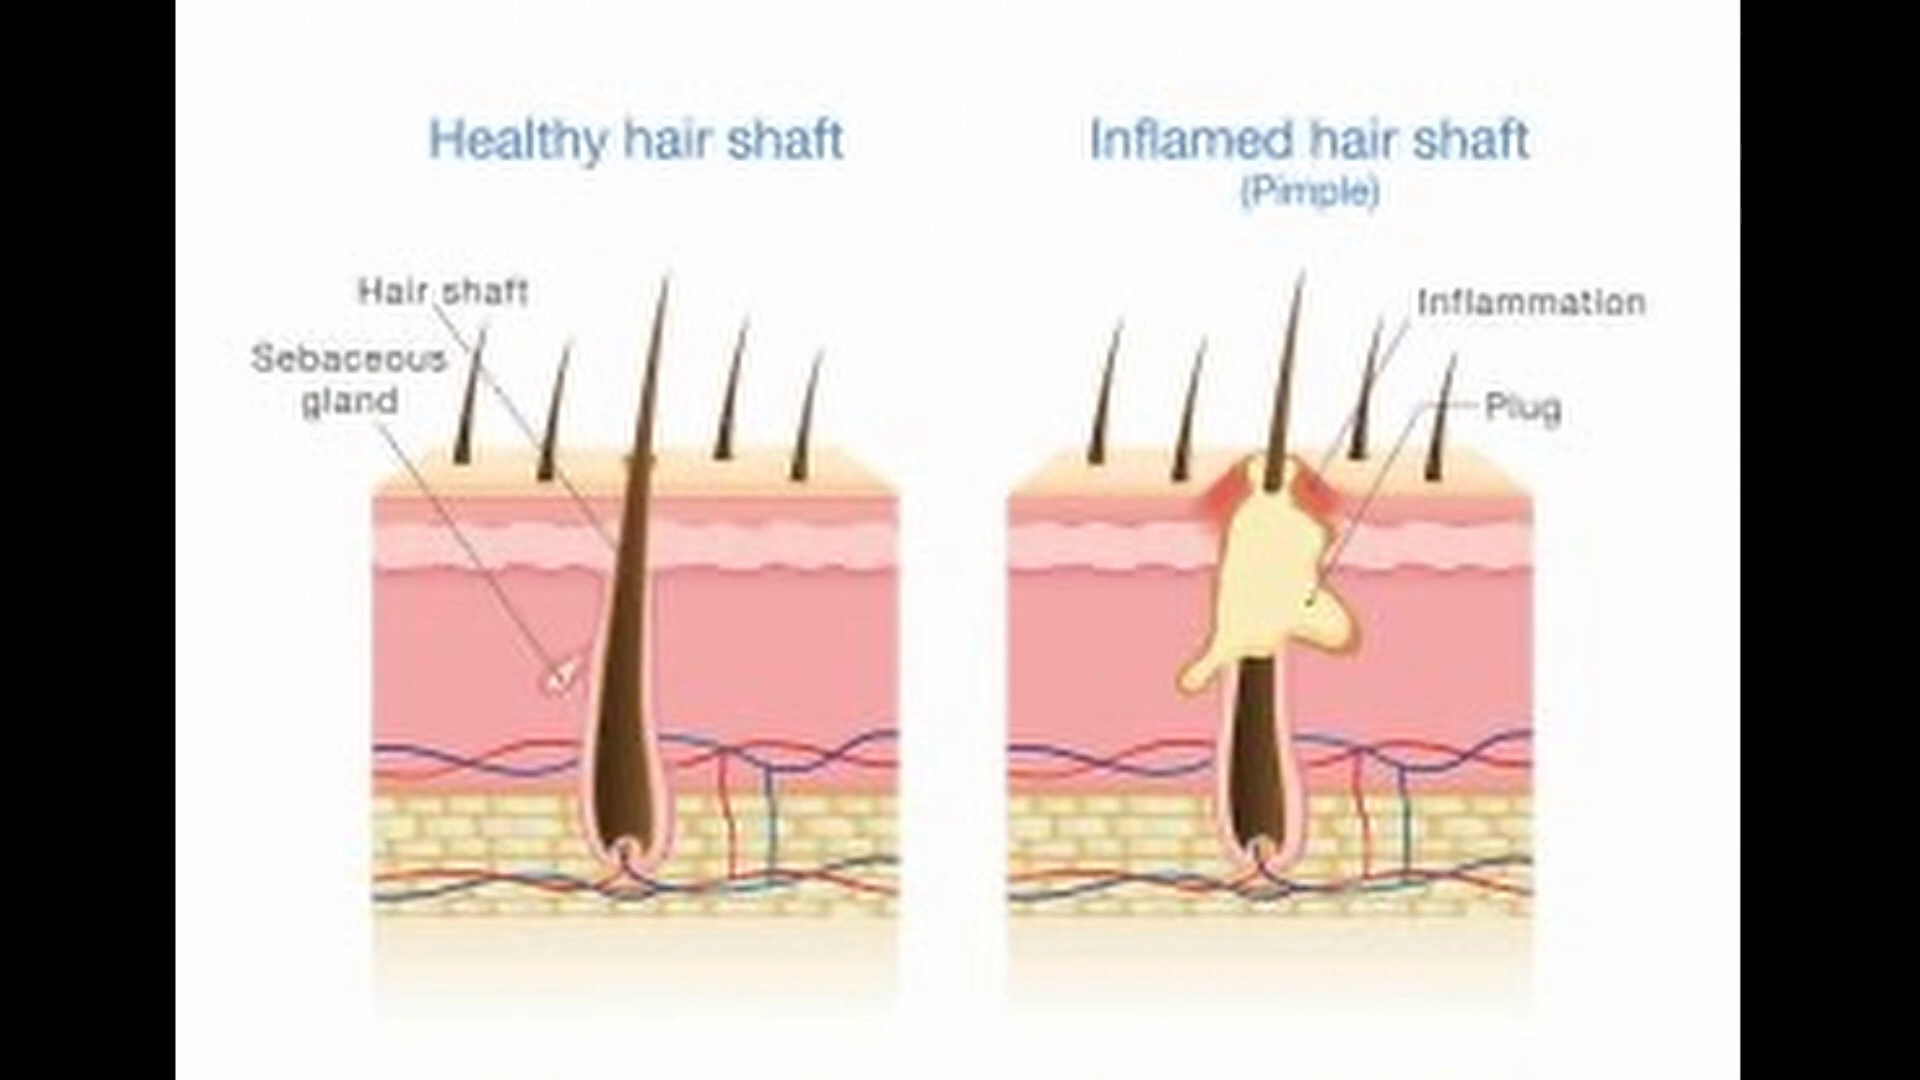 Healthy hair shaft
Hair shaft
Sebaceous
gland
Inflamed hair shaft
(Pimple)
Inflammation
Plug